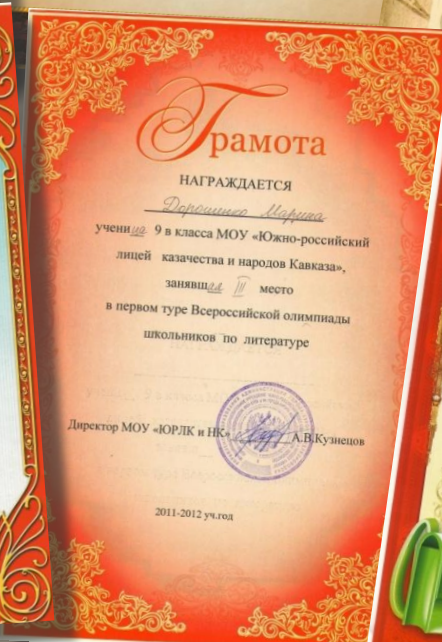 Грамота
НАГРАЖДАЕТСЯ
Дорошенко Марина
ученица 9 в класса МОУ «Южно-российский
лицей казачества и народов Кавказа»,
занявшая III место
в первом туре Всероссийской олимпиады
школьников по литературе
Директор МОУ «ЮРЛК и НК» А.В.Кузнецов
2011-2012 уч.год